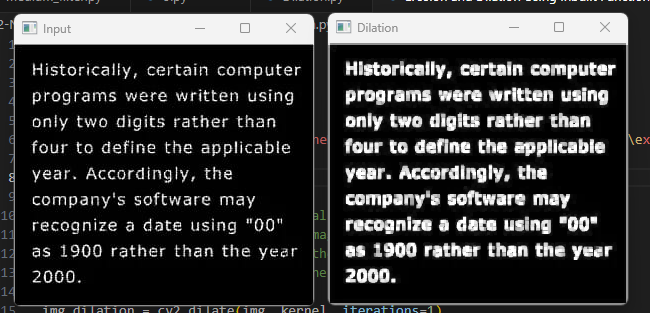 Input
Historically, certain computer
programs were written using
only two digits rather than
four to define the applicable
year. Accordingly, the
company's software may
recognize a date using "00"
as 1900 rather than the year
2000.
Dilation
Historically, certain computer
programs were written using
only two digits rather than
four to define the applicable
year. Accordingly, the
company's software may
recognize a date using "00"
as 1900 rather than the year
2000.
img_dilation = cv2.dilate(img, kernel, iterations=1)